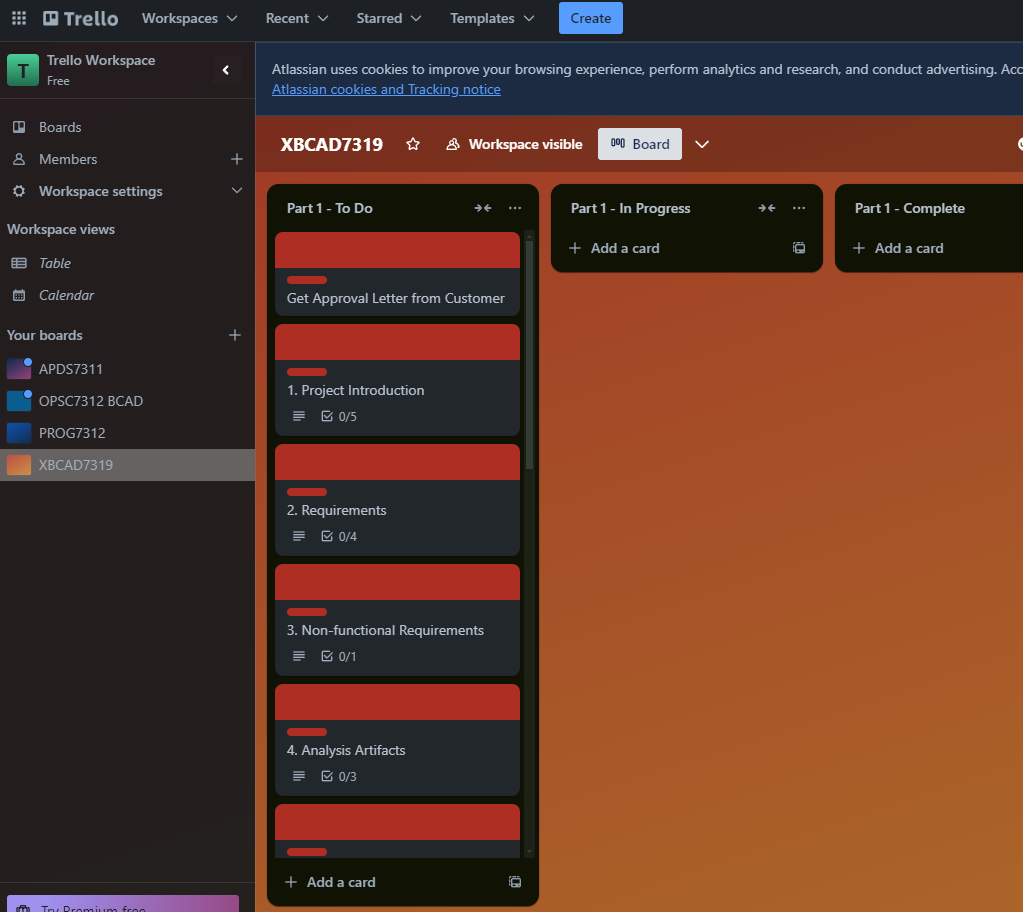 Trello
Workspaces
Recent
Starred
Templates
Create
T
Trello Workspace
Free
Atlassian uses cookies to improve your browsing experience, perform analytics and research, and conduct advertising. Acc
Atlassian cookies and Tracking notice
Boards
Members
Workspace settings
Workspace views
Table
Calendar
Your boards
APDS7311
OPSC7312 BCAD
PROG7312
XBCAD7319
Try Premium free
XBCAD7319
Workspace visible
Board
Part 1 - To Do
Get Approval Letter from Customer
1. Project Introduction
0/5
2. Requirements
0/4
3. Non-functional Requirements
0/1
4. Analysis Artifacts
0/3
Add a card
Part 1 - In Progress
Add a card
Part 1 - Complete
Add a card